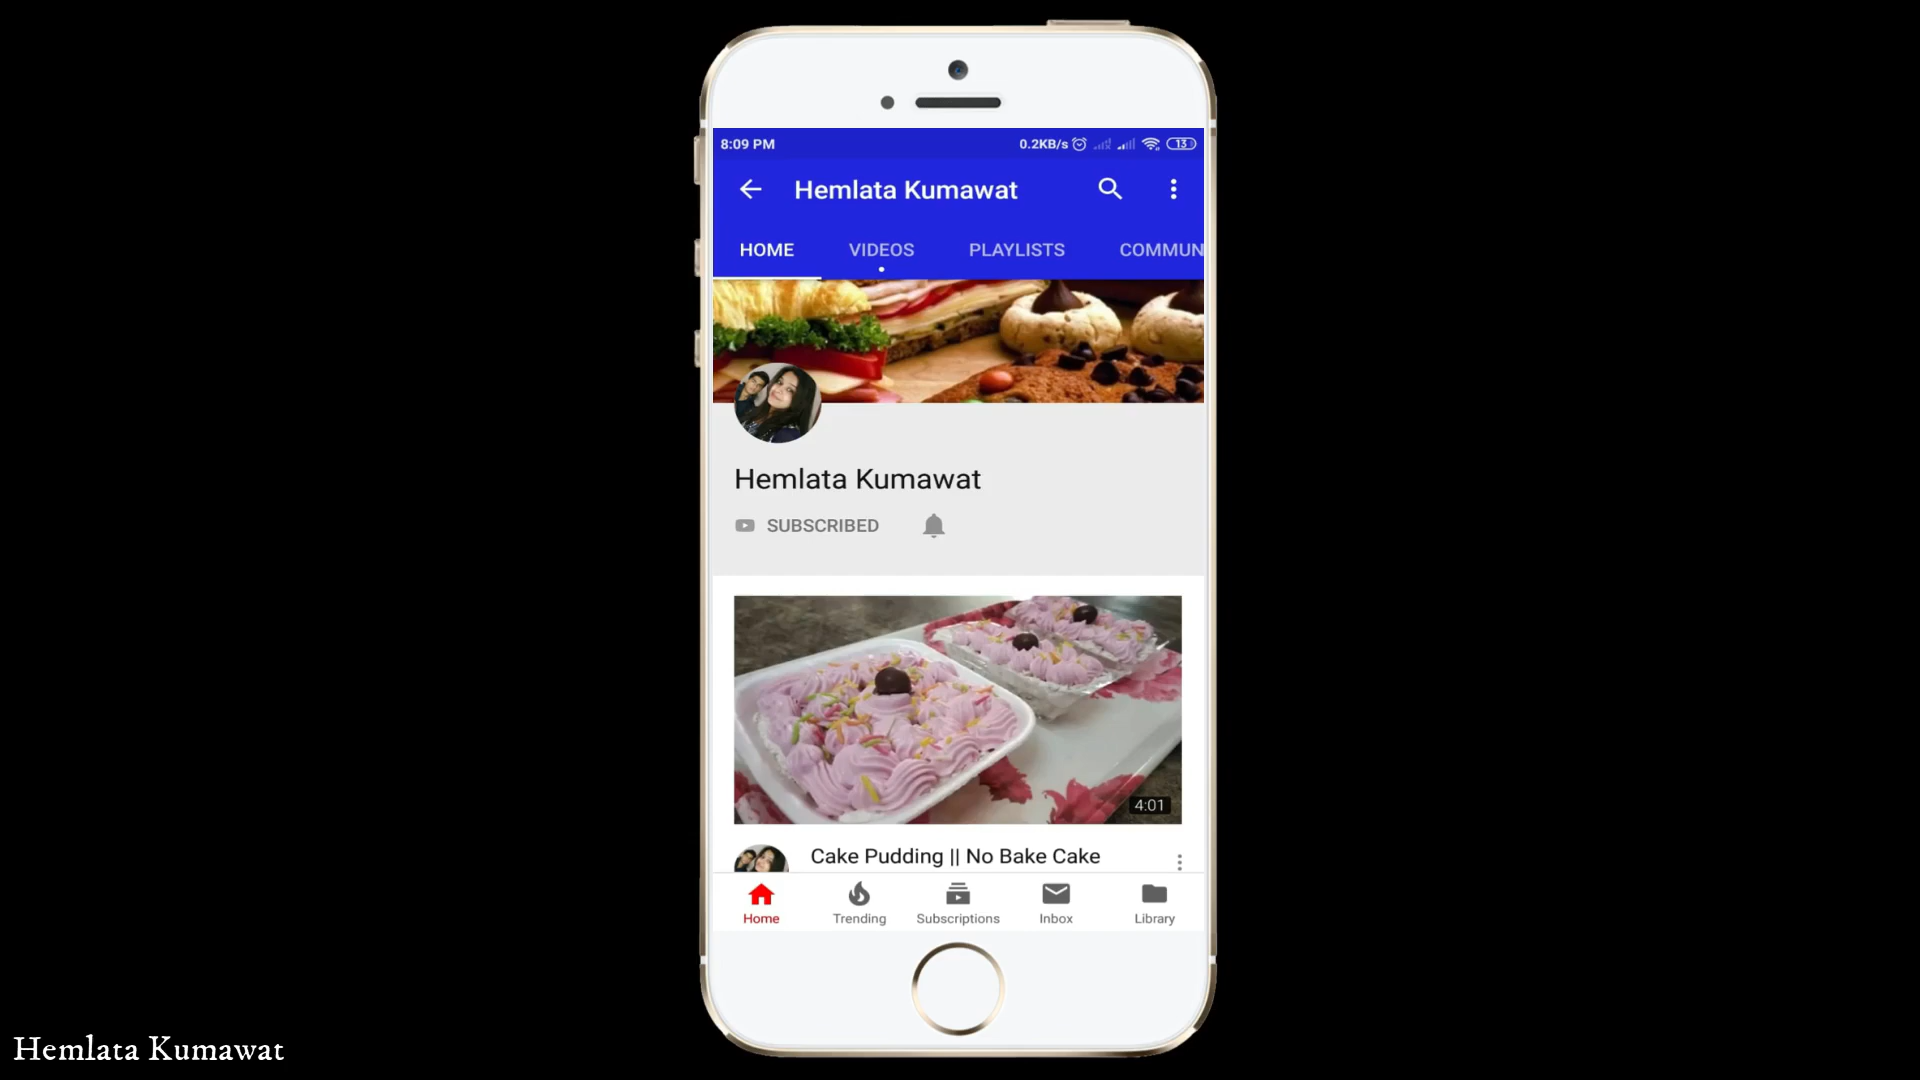 8:09 PM 0.2KB/s 13
Hemlata Kumawat
HOME VIDEOS PLAYLISTS COMMUN
Hemlata Kumawat
SUBSCRIBED
4:01
Cake Pudding || No Bake Cake
Home Trending Subscriptions Inbox Library
Hemlata Kumawat